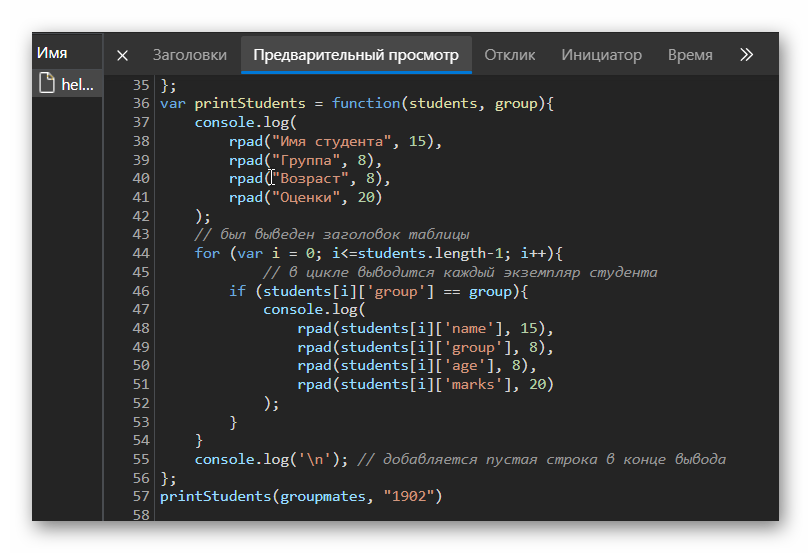 Имя
Заголовки Предварительный просмотр Отклик Инициатор Время
hel...
35 };
36 var printStudents = function(students, group){
37     console.log(
38         rpad("Имя студента", 15),
39         rpad("Группа", 8),
40         rpad("Возраст", 8),
41         rpad("Оценки", 20)
42     );
43     // был выведен заголовок таблицы
44     for (var i = 0; i<=students.length-1; i++){
45             // в цикле выводится каждый экземпляр студента
46         if (students[i]['group'] == group){
47             console.log(
48                 rpad(students[i]['name'], 15),
49                 rpad(students[i]['group'], 8),
50                 rpad(students[i]['age'], 8),
51                 rpad(students[i]['marks'], 20)
52             );
53         }
54     }
55     console.log('\n'); // добавляется пустая строка в конце вывода
56 };
57 printStudents(groupmates, "1902")
58